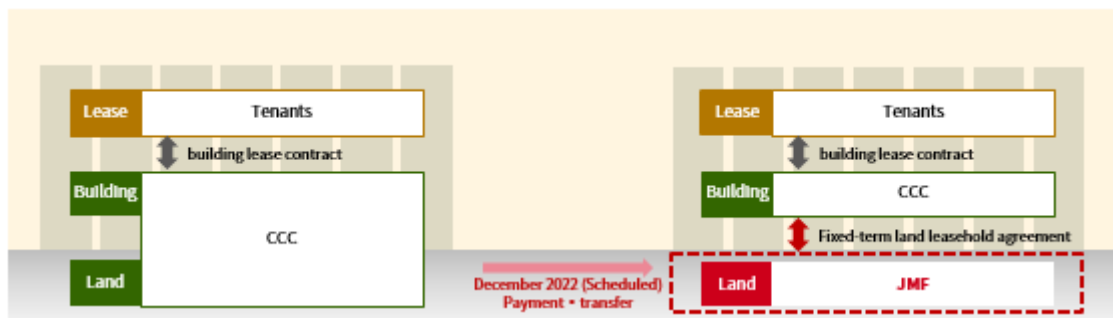 Lease
Tenants
building lease contract
Building
CCC
Land
December 2022 (Scheduled)
Payment・transfer
Lease
Tenants
building lease contract
Building
CCC
Fixed-term land leasehold agreement
Land
JMF